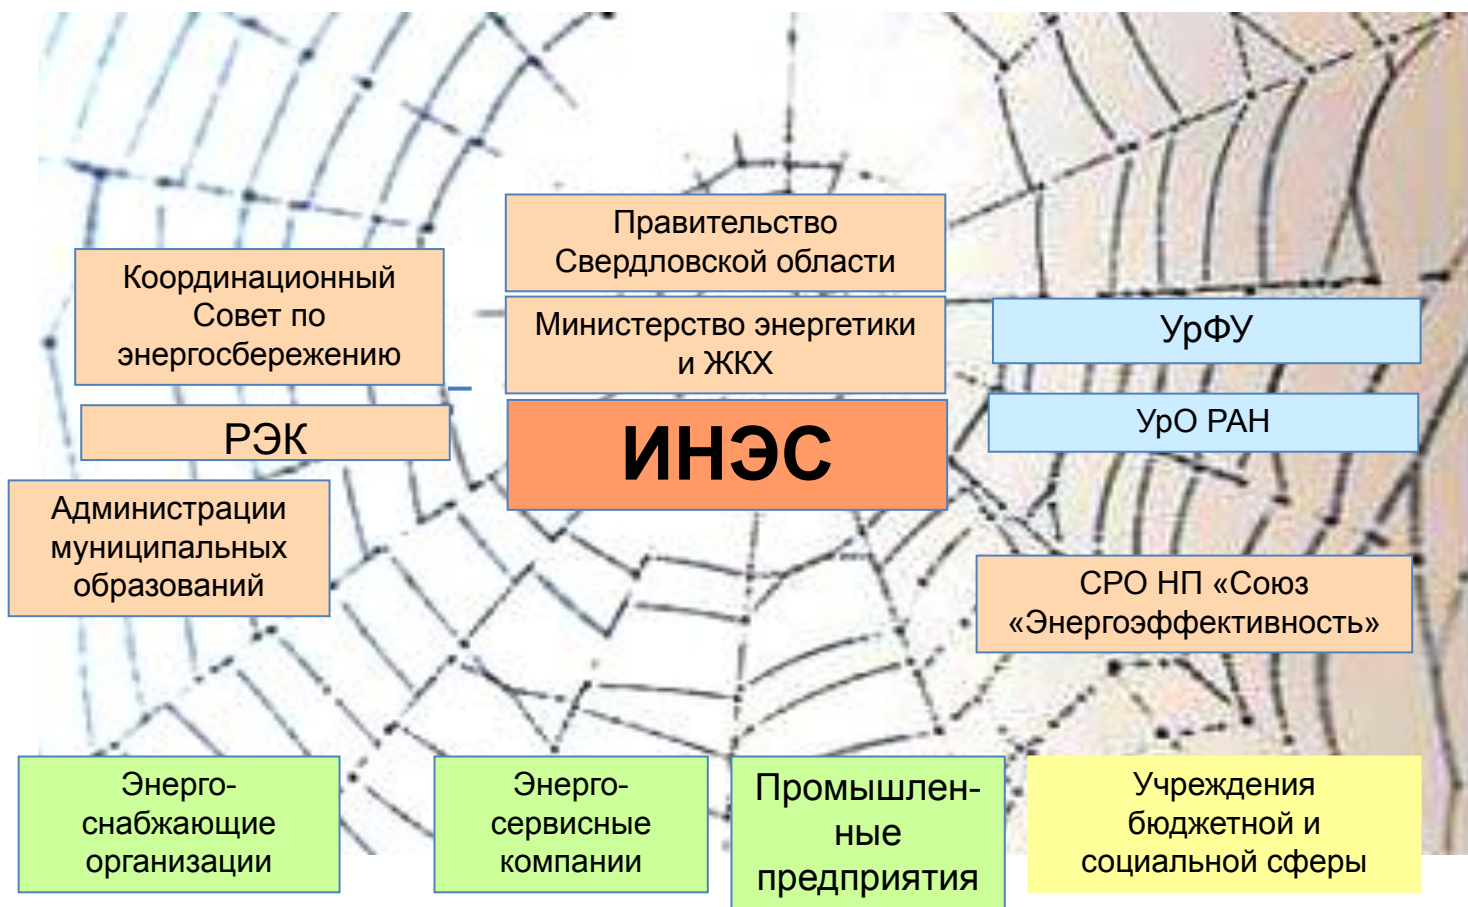 Правительство
Свердловской области
Координационный
Совет по
энергосбережению
Министерство энергетики
и ЖКХ
УрФУ
РЭК
ИНЭС
УрО РАН
Администрации
муниципальных
образований
СРО НП «Союз
«Энергоэффективность»
Энерго-
снабжающие
организации
Энерго-
сервисные
компании
Промышлен-
ные
предприятия
Учреждения
бюджетной и
социальной сферы